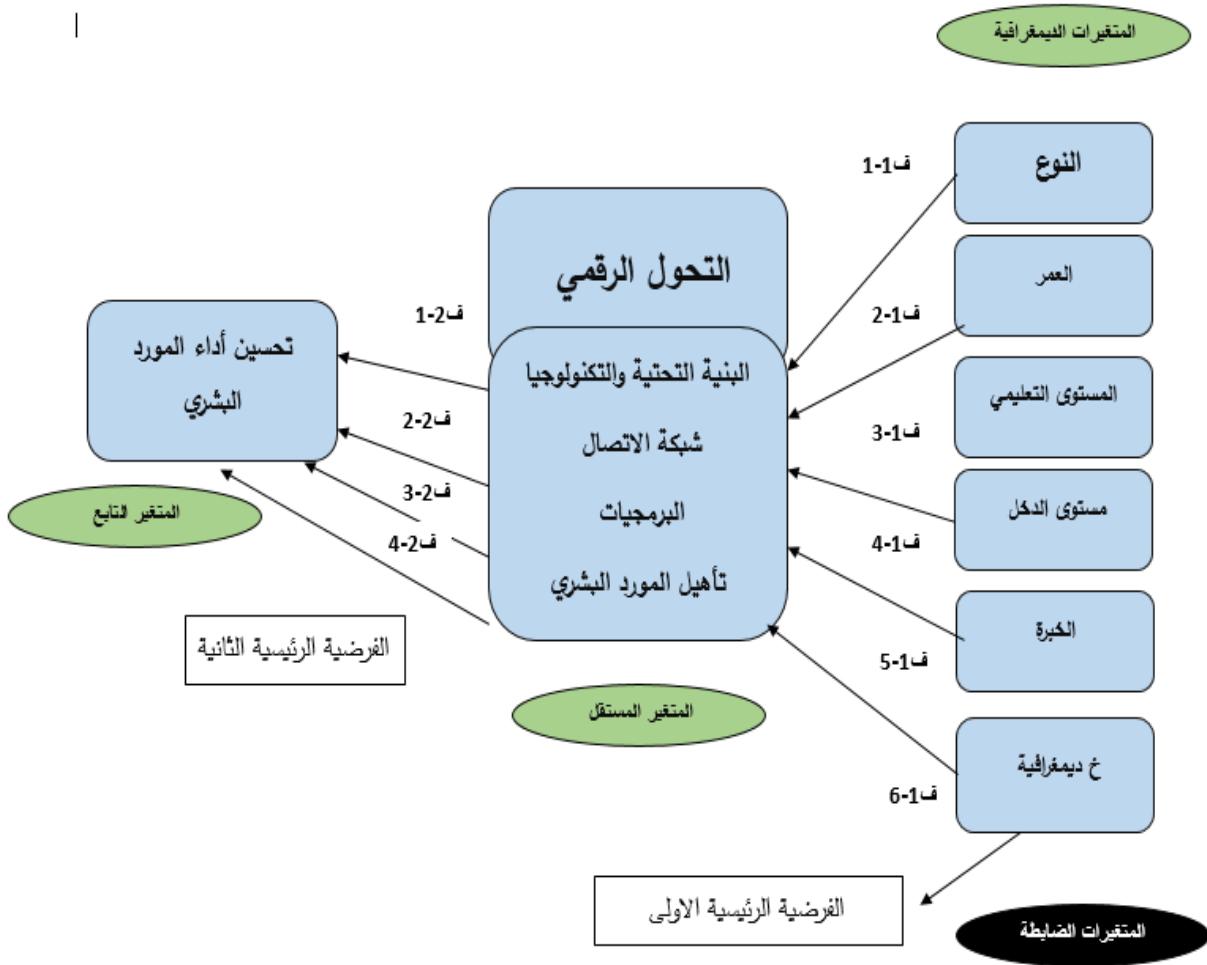 المتغيرات الديمغرافية
النوع
ف1-1
العمر
ف1-2
المستوى التعليمي
ف1-3
مستوى الدخل
ف1-4
الخبرة
ف1-5
خ ديمغرافية
ف1-6
الفرضية الرئيسية الاولى
المتغيرات الضابطة
التحول الرقمي
البنية التحتية والتكنولوجيا
شبكة الاتصال
البرمجيات
تأهيل المورد البشري
المتغير المستقل
ف2-1
ف2-2
ف2-3
ف2-4
تحسين أداء المورد
البشري
المتغير التابع
الفرضية الرئيسية الثانية